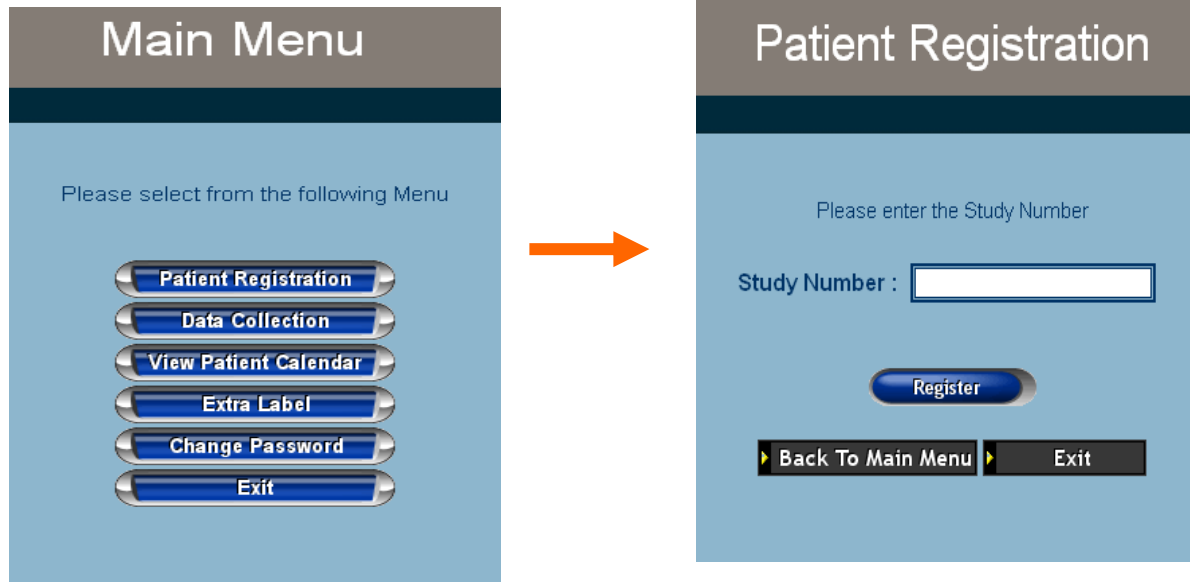 Main Menu
Please select from the following Menu
Patient Registration
Data Collection
View Patient Calendar
Extra Label
Change Password
Exit
Patient Registration
Please enter the Study Number
Study Number :
Register
Back To Main Menu
Exit